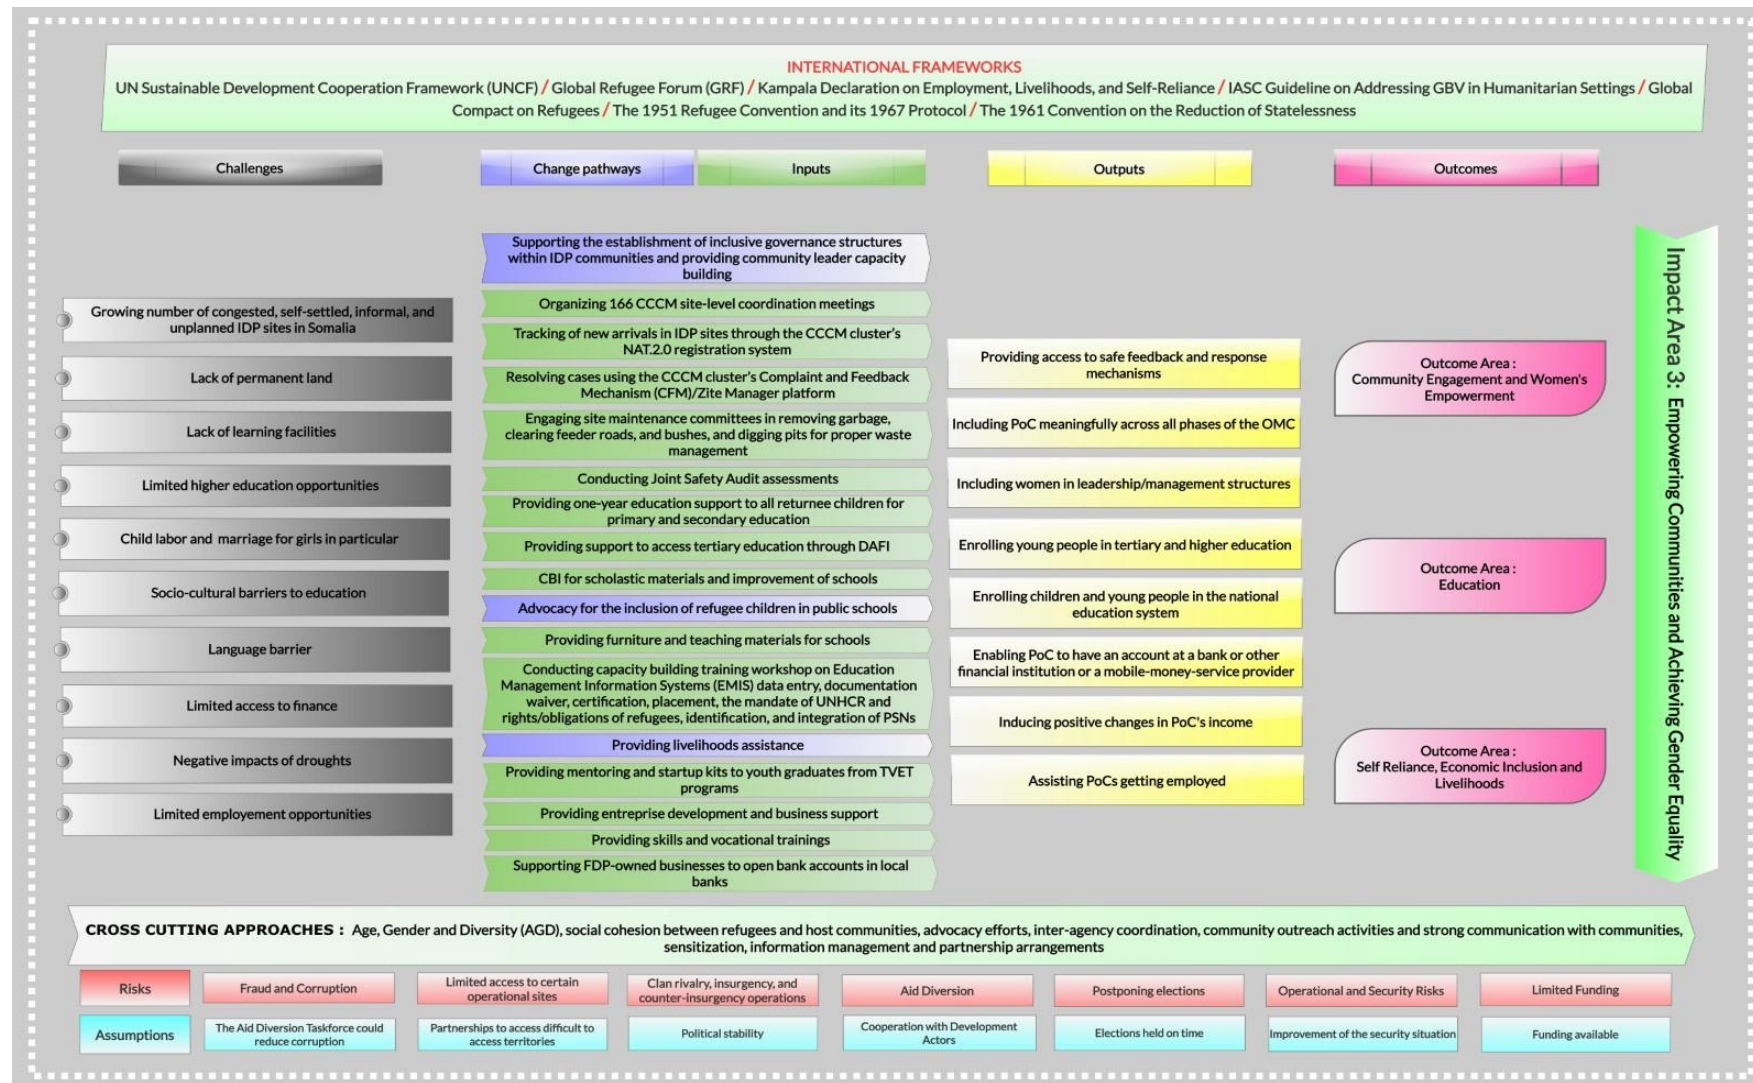 INTERNATIONAL FRAMEWORKS
UN Sustainable Development Cooperation Framework (UNCF) / Global Refugee Forum (GRF) / Kampala Declaration on Employment, Livelihoods, and Self-Reliance / IASC Guideline on Addressing GBV in Humanitarian Settings / Global
Compact on Refugees / The 1951 Refugee Convention and its 1967 Protocol / The 1961 Convention on the Reduction of Statelessness
Challenges
Change pathways
Inputs
Outputs
Outcomes
Growing number of congested, self-settled, informal, and
unplanned IDP sites in Somalia
Lack of permanent land
Lack of learning facilities
Limited higher education opportunities
Child labor and marriage for girls in particular
Socio-cultural barriers to education
Language barrier
Limited access to finance
Negative impacts of droughts
Limited employement opportunities
Supporting the establishment of inclusive governance structures
within IDP communities and providing community leader capacity
building
Organizing 166 CCCM site-level coordination meetings
Tracking of new arrivals in IDP sites through the CCCM cluster's
NAT.2.0 registration system
Resolving cases using the CCCM cluster's Complaint and Feedback
Mechanism (CFM)/Zite Manager platform
Engaging site maintenance committees in removing garbage,
clearing feeder roads, and bushes, and digging pits for proper waste
management
Conducting Joint Safety Audit assessments
Providing one-year education support to all returnee children for
primary and secondary education
Providing support to access tertiary education through DAFI
CBI for scholastic materials and improvement of schools
Advocacy for the inclusion of refugee children in public schools
Providing furniture and teaching materials for schools
Conducting capacity building training workshop on Education
Management Information Systems (EMIS) data entry, documentation
waiver, certification, placement, the mandate of UNHCR and
rights/obligations of refugees, identification, and integration of PSNs
Providing livelihoods assistance
Providing mentoring and startup kits to youth graduates from TVET
programs
Providing entreprise development and business support
Providing skills and vocational trainings
Supporting FDP-owned businesses to open bank accounts in local
banks
Providing access to safe feedback and response
mechanisms
Including PoC meaningfully across all phases of the OMC
Including women in leadership/management structures
Enrolling young people in tertiary and higher education
Enrolling children and young people in the national
education system
Enabling PoC to have an account at a bank or other
financial institution or a mobile-money-service provider
Inducing positive changes in PoC's income
Assisting PoCs getting employed
Outcome Area :
Community Engagement and Women's
Empowerment
Outcome Area :
Education
Outcome Area :
Self Reliance, Economic Inclusion and
Livelihoods
Impact Area 3: Empowering Communities and Achieving Gender Equality
CROSS CUTTING APPROACHES : Age, Gender and Diversity (AGD), social cohesion between refugees and host communities, advocacy efforts, inter-agency coordination, community outreach activities and strong communication with communities,
sensitization, information management and partnership arrangements
Risks
Fraud and Corruption
Limited access to certain
operational sites
Clan rivalry, insurgency, and
counter-insurgency operations
Aid Diversion
Postponing elections
Operational and Security Risks
Limited Funding
Assumptions
The Aid Diversion Taskforce could
reduce corruption
Partnerships to access difficult to
access territories
Political stability
Cooperation with Development
Actors
Elections held on time
Improvement of the security situation
Funding available